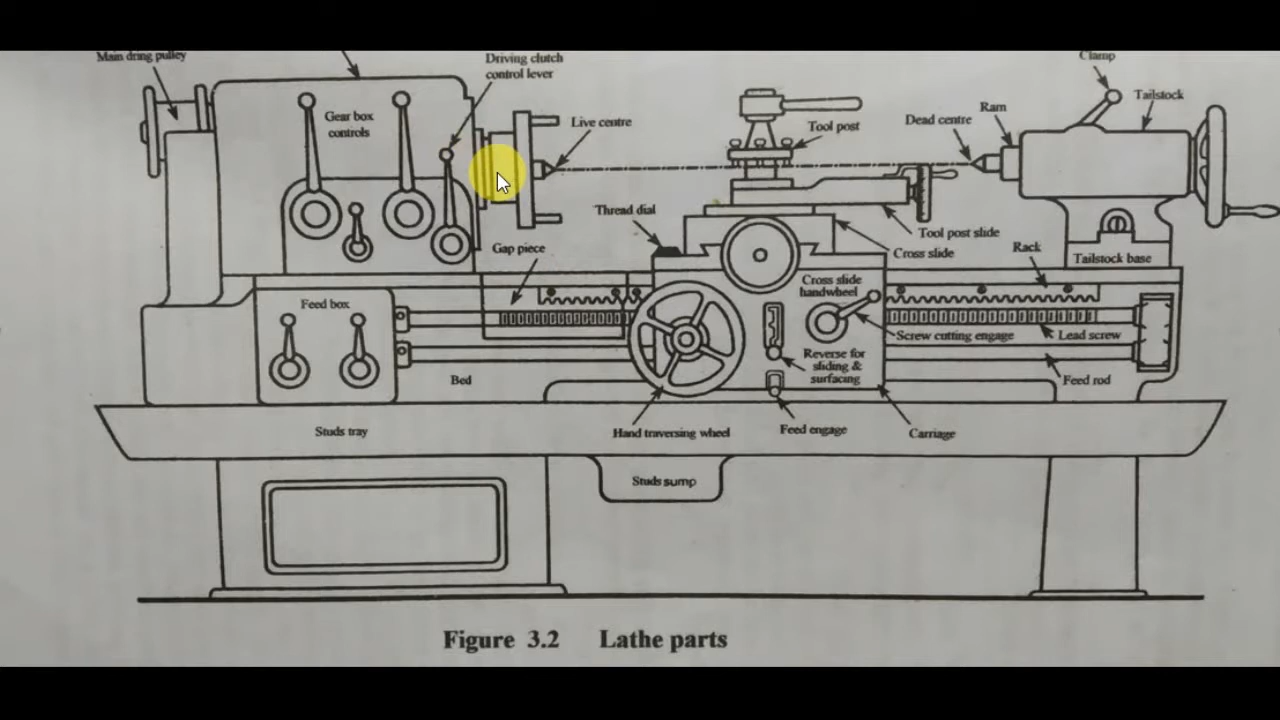 Main dring pulley
Driving clutch
control lever
Clamp
Gear box
controls
Live centre
Tool post
Dead centre
Ram
Tailstock
Thread dial
Tool post slide
Gap piece
Cross slide
Rack
Tailstock base
Cross slide
handwheel
Feed box
Screw cutting engage
Lead screw
Reverse for
sliding &
surfacing
Bed
Feed rod
Studs tray
Hand traversing wheel
Feed engage
Carriage
Studs sump
Figure 3.2 Lathe parts